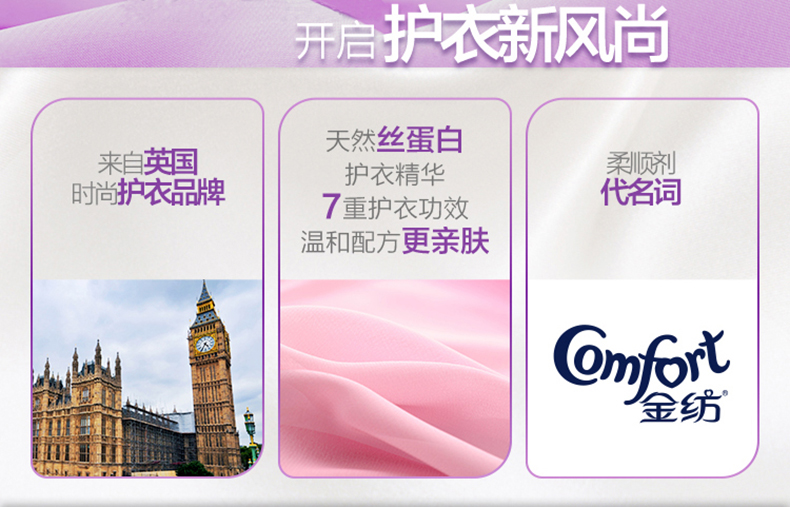 开启护衣新风尚
来自英国
时尚护衣品牌
天然丝蛋白
护衣精华
7重护衣功效
温和配方更亲肤
柔顺剂
代名词
Comfort
金纺®